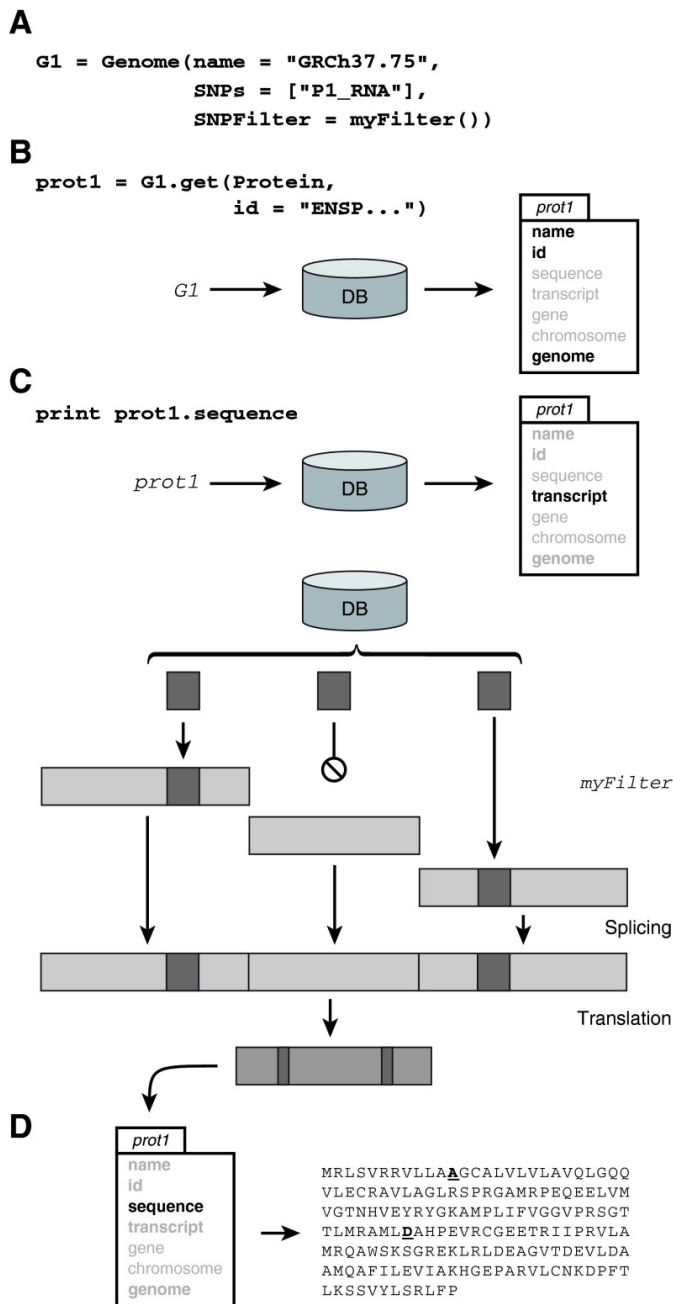 A
G1 = Genome(name = "GRCh37.75",
SNPs = ["P1_RNA"],
SNPFilter = myFilter())
B
prot1 = G1.get(Protein,
id = "ENSP...")
G1
DB
prot1
name
id
sequence
transcript
gene
chromosome
genome
C
print prot1.sequence
prot1
DB
prot1
name
id
sequence
transcript
gene
chromosome
genome
DB
myFilter
Splicing
Translation
D
prot1
name
id
sequence
transcript
gene
chromosome
genome
MRLSVRRVLLAAGCALVLVLAVQLGQQ
VLECRAVLAGLRSPRGAMRPEQEELVM
VGTNHVEYRYGKAMPLIFVGGVPRSGT
TLMRAMLDAHPEVRCGEETRIIPRVLA
MRQAWSKSGREKLRLDEAGVTDEVLDA
AMQAFILEVIAKHGEPARVLCNKDPFT
LKSSVYLSRLFP